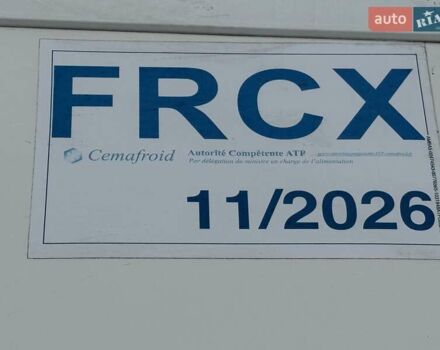 auto RIA
FRCX
Cemafroid Autorité Compétente ATP
Par délégation du ministre en charge de l'alimentation
11/2026